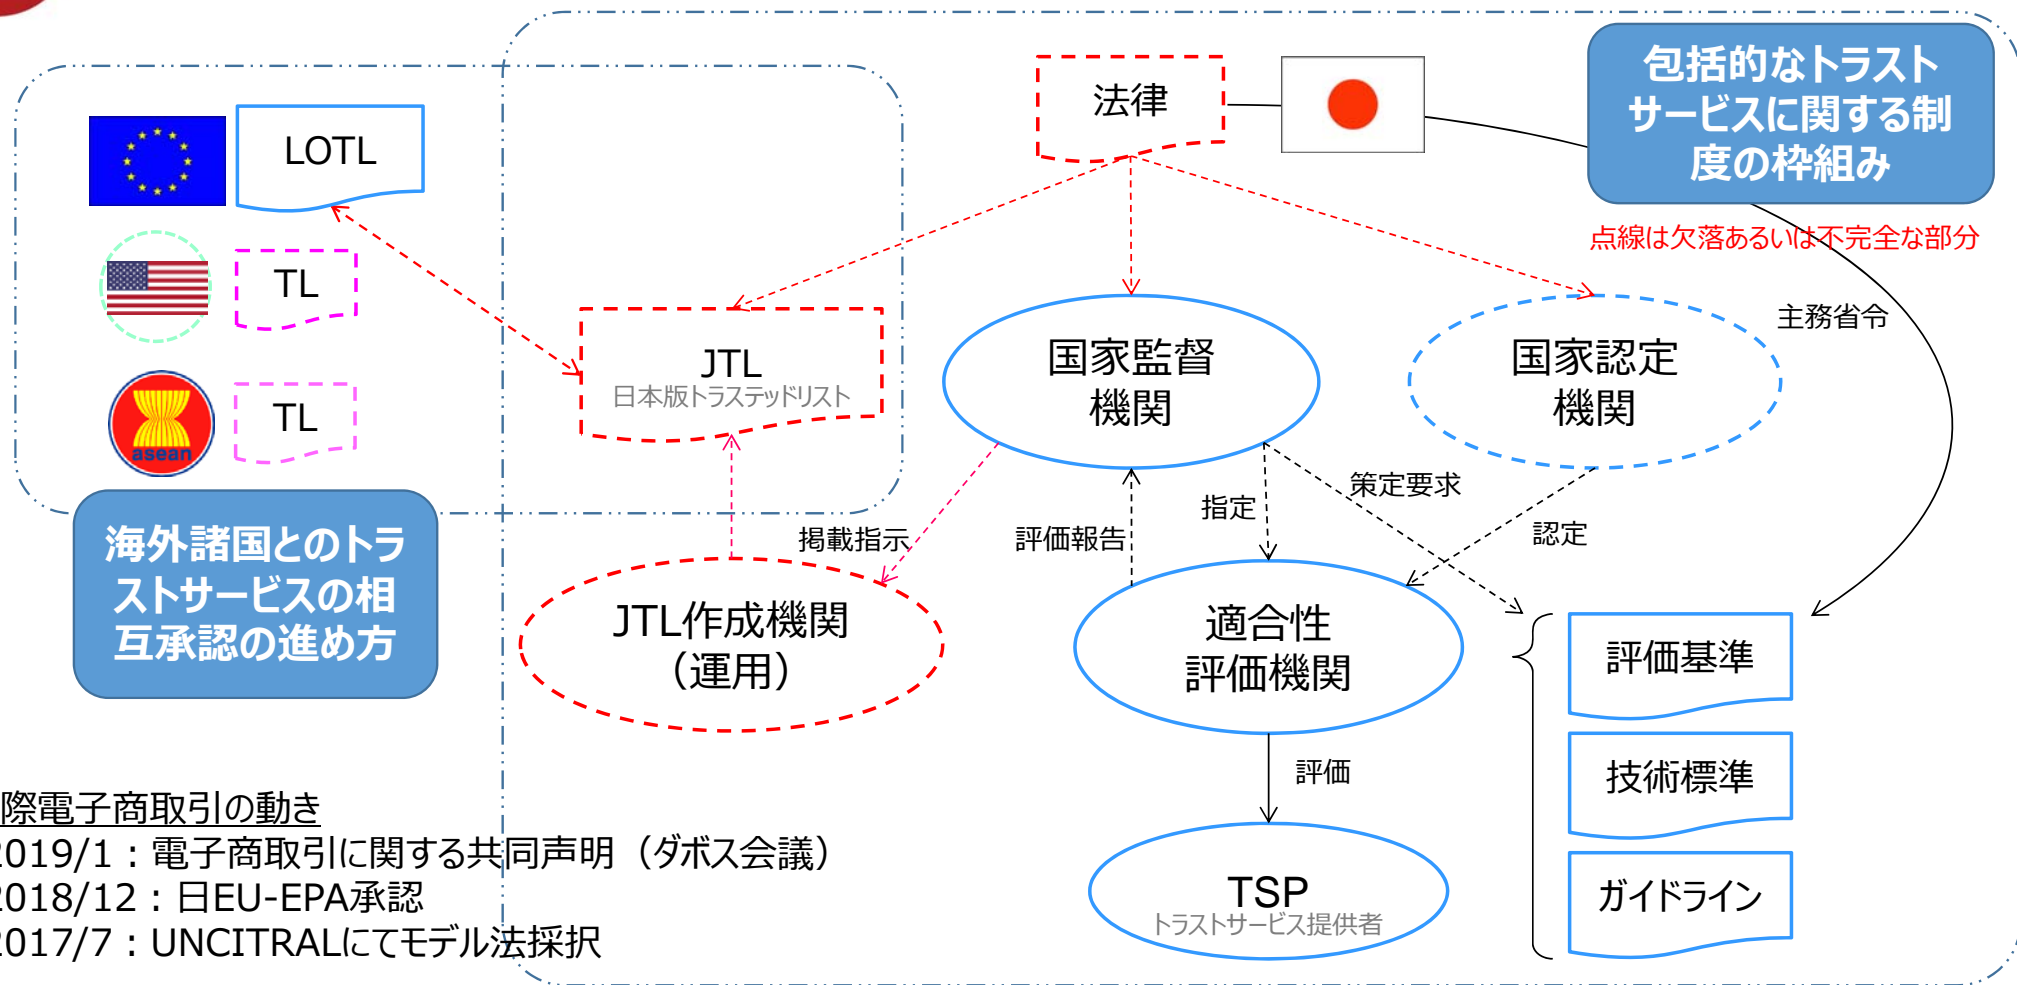 法律
包括的なトラスト
サービスに関する制
度の枠組み
点線は欠落あるいは不完全な部分
LOTL
TL
TL
asean
JTL
日本版トラステッドリスト
国家監督
機関
国家認定
機関
主務省令
海外諸国とのトラ
ストサービスの相
互承認の進め方
掲載指示
評価報告
指定
策定要求
認定
JTL作成機関
（運用）
適合性
評価機関
評価基準
技術標準
ガイドライン
評価
TSP
トラストサービス提供者
際電子商取引の動き
2019/1：電子商取引に関する共同声明（ダボス会議）
2018/12：日EU-EPA承認
2017/7：UNCITRALにてモデル法採択